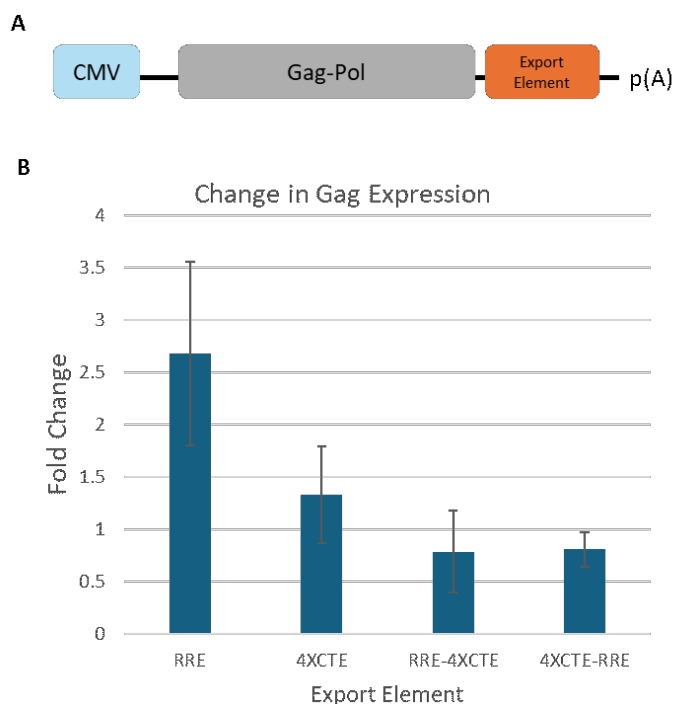 A
CMV
Gag-Pol
Export
Element
p(A)
B
Change in Gag Expression
4
3.5
3
2.5
2
1.5
1
0.5
0
Fold Change
RRE
4XCTE
RRE-4XCTE
4XCTE-RRE
Export Element